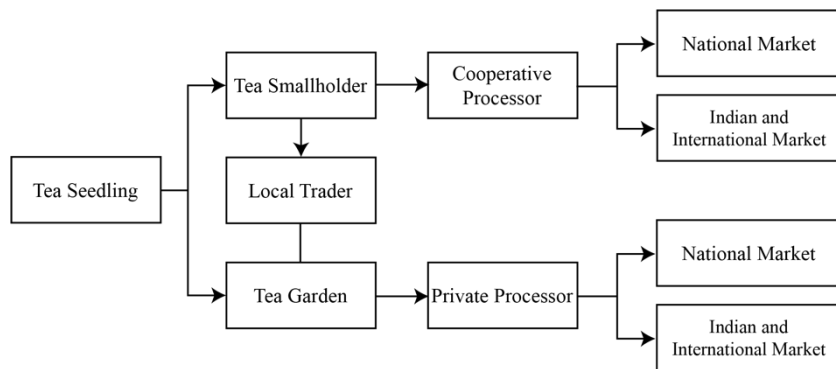 Tea Seedling
Tea Smallholder
Local Trader
Tea Garden
Cooperative
Processor
Private Processor
National Market
Indian and
International Market
National Market
Indian and
International Market